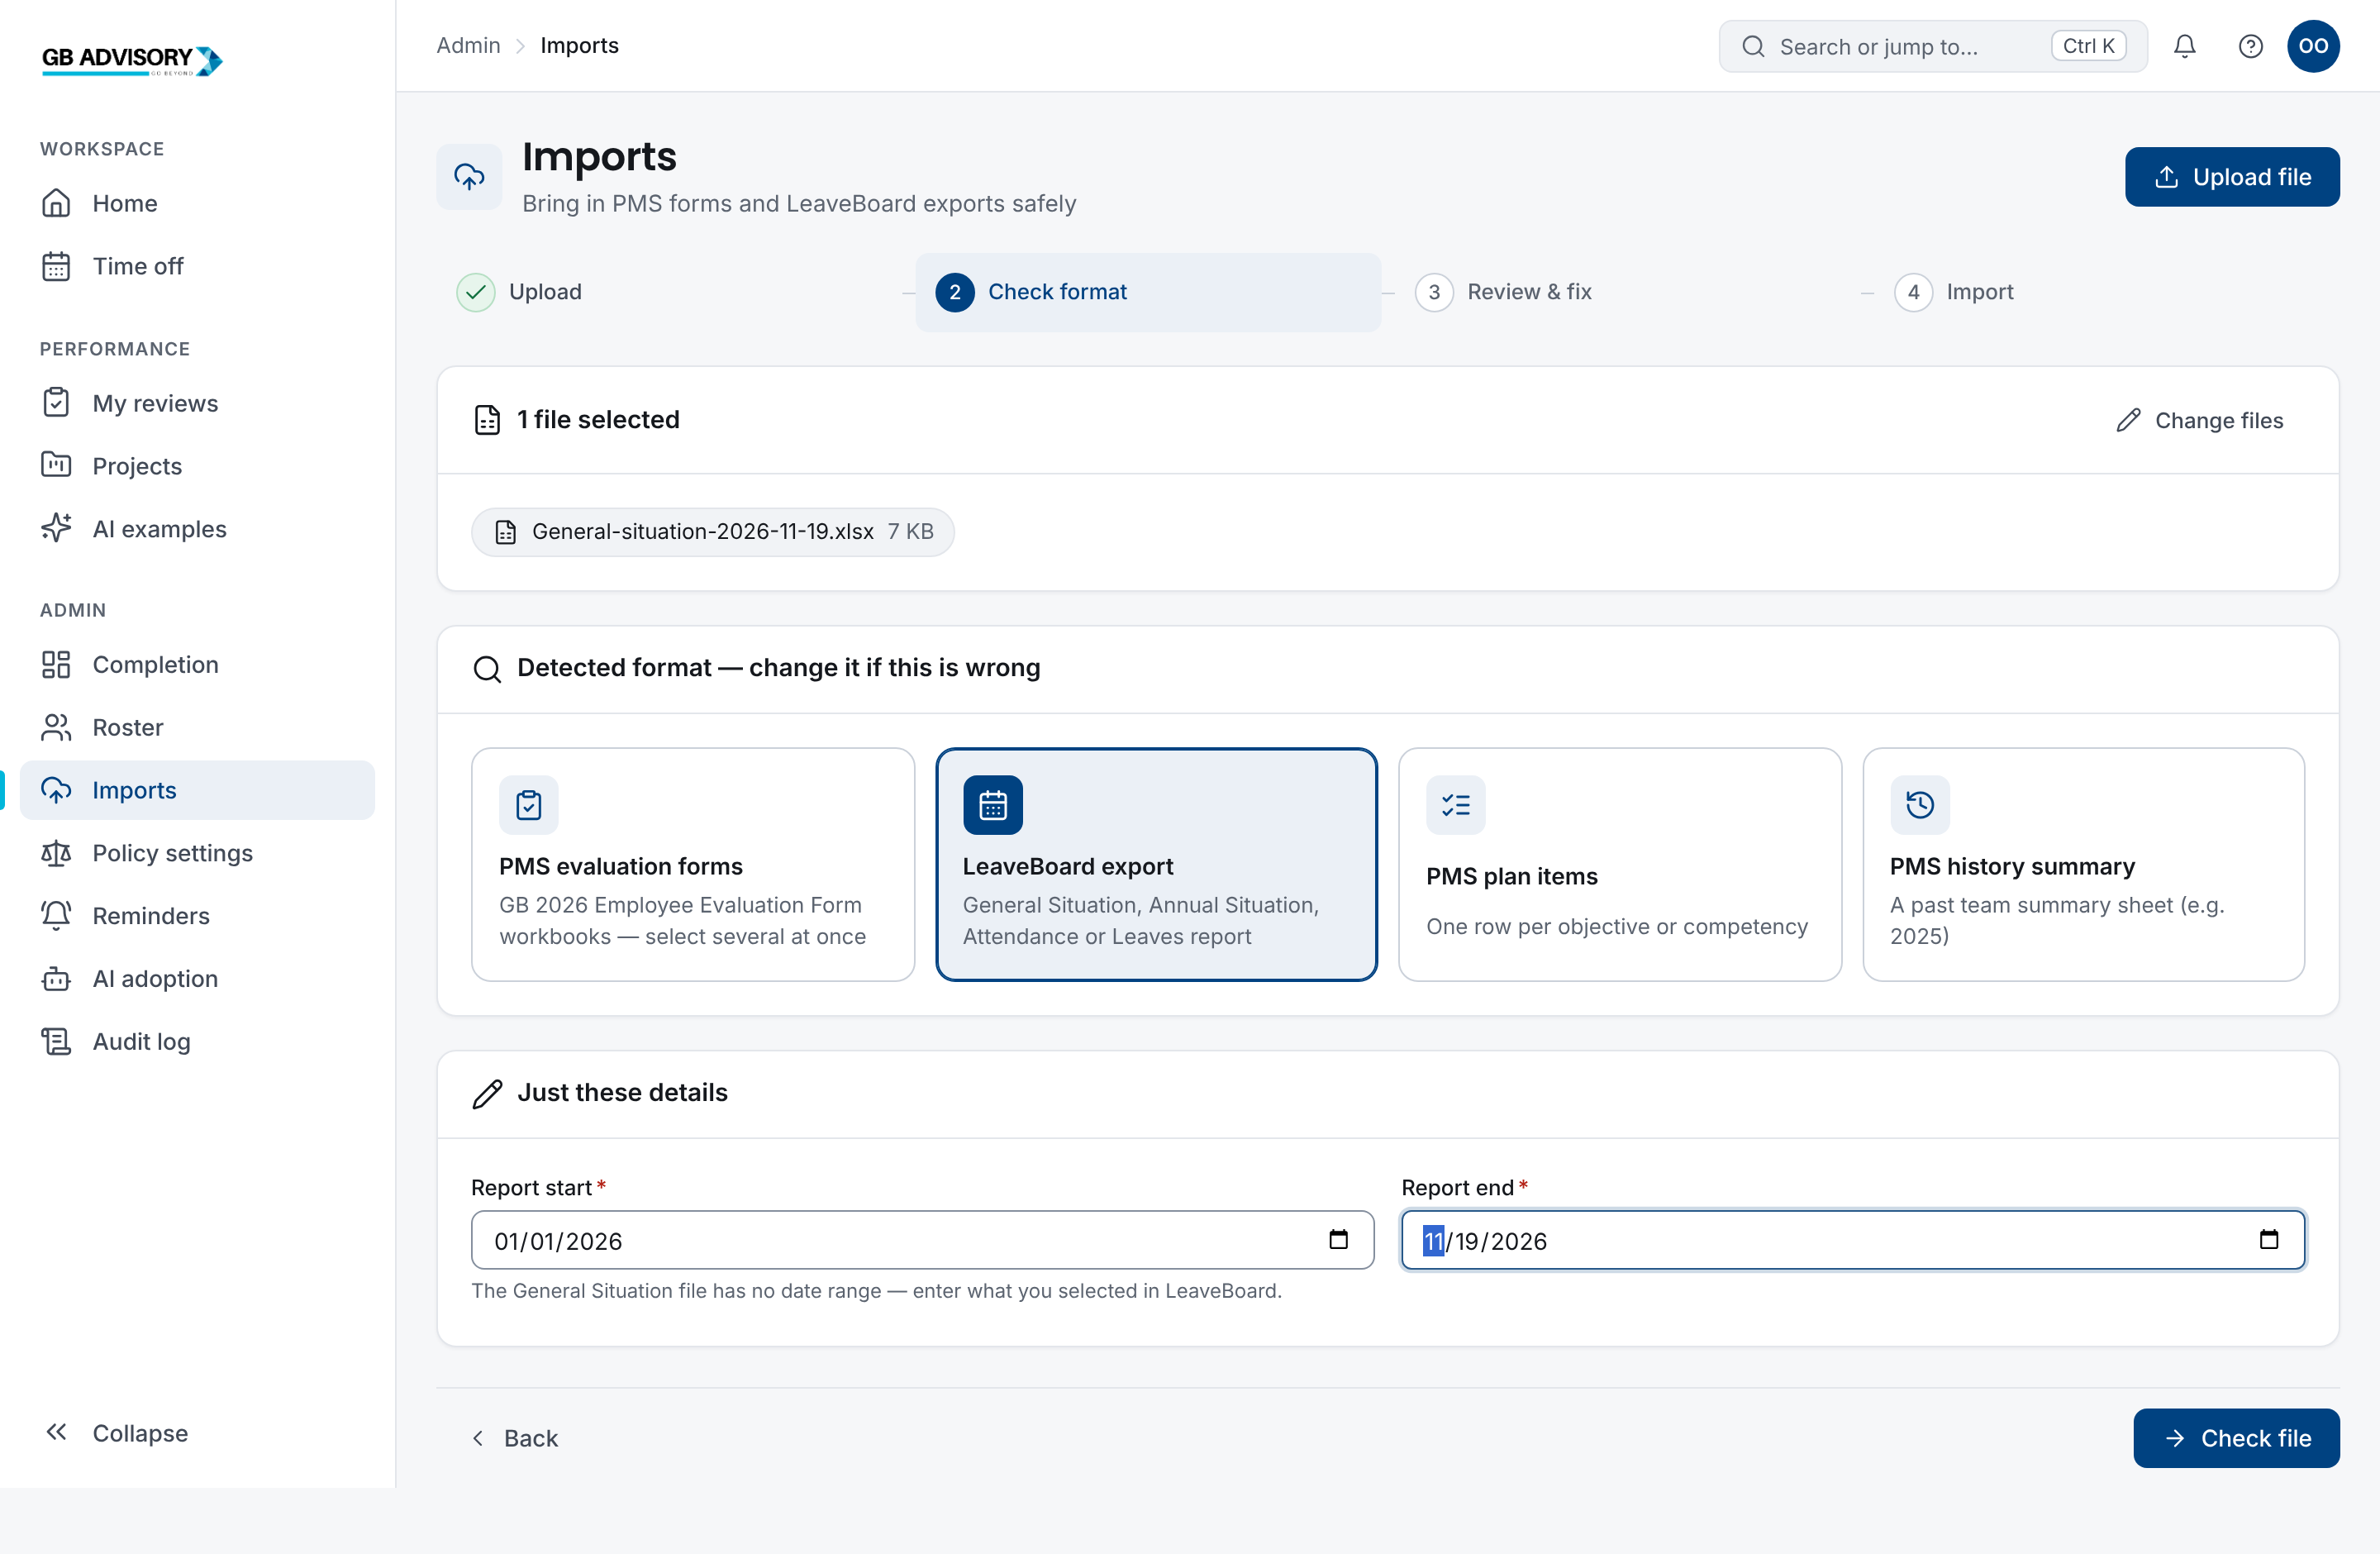 GB ADVISORY
GO BEYOND
Admin
Imports
Search or jump to...
Ctrl K
OO
WORKSPACE
Home
Time off
PERFORMANCE
My reviews
Projects
AI examples
ADMIN
Completion
Roster
Imports
Policy settings
Reminders
AI adoption
Audit log
Collapse
Imports
Bring in PMS forms and LeaveBoard exports safely
Upload file
Upload
2 Check format
3 Review & fix
4 Import
1 file selected
Change files
General-situation-2026-11-19.xlsx 7 KB
Detected format — change it if this is wrong
PMS evaluation forms
GB 2026 Employee Evaluation Form
workbooks — select several at once
LeaveBoard export
General Situation, Annual Situation,
Attendance or Leaves report
PMS plan items
One row per objective or competency
PMS history summary
A past team summary sheet (e.g.
2025)
Just these details
Report start *
01/01/2026
The General Situation file has no date range — enter what you selected in LeaveBoard.
Report end *
11/19/2026
Back
Check file